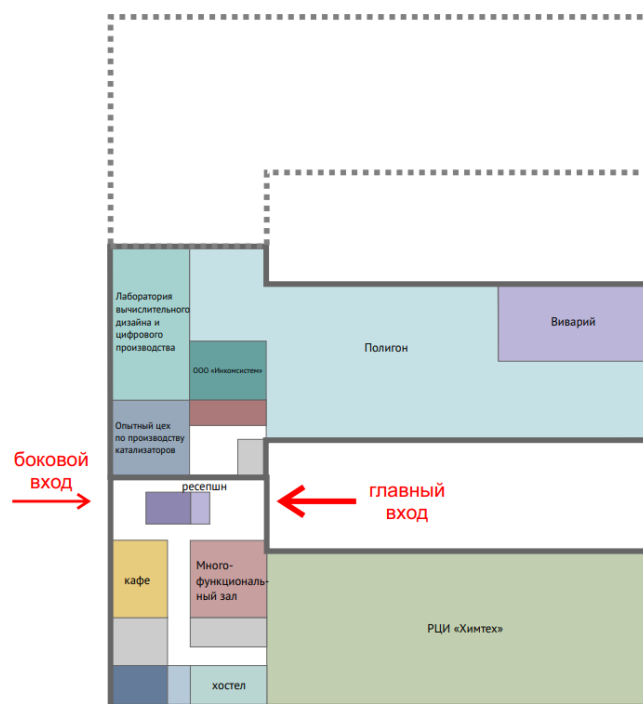 Лаборатория
вычислительного
дизайна и
цифрового
производства
Виварий
Полигон
ООО «Инкомсистем»
Опытный цех
по производству
катализаторов
боковой
вход
ресепшн
главный
вход
кафе
Много-
функциональ-
ный зал
РЦИ «Химтех»
хостел